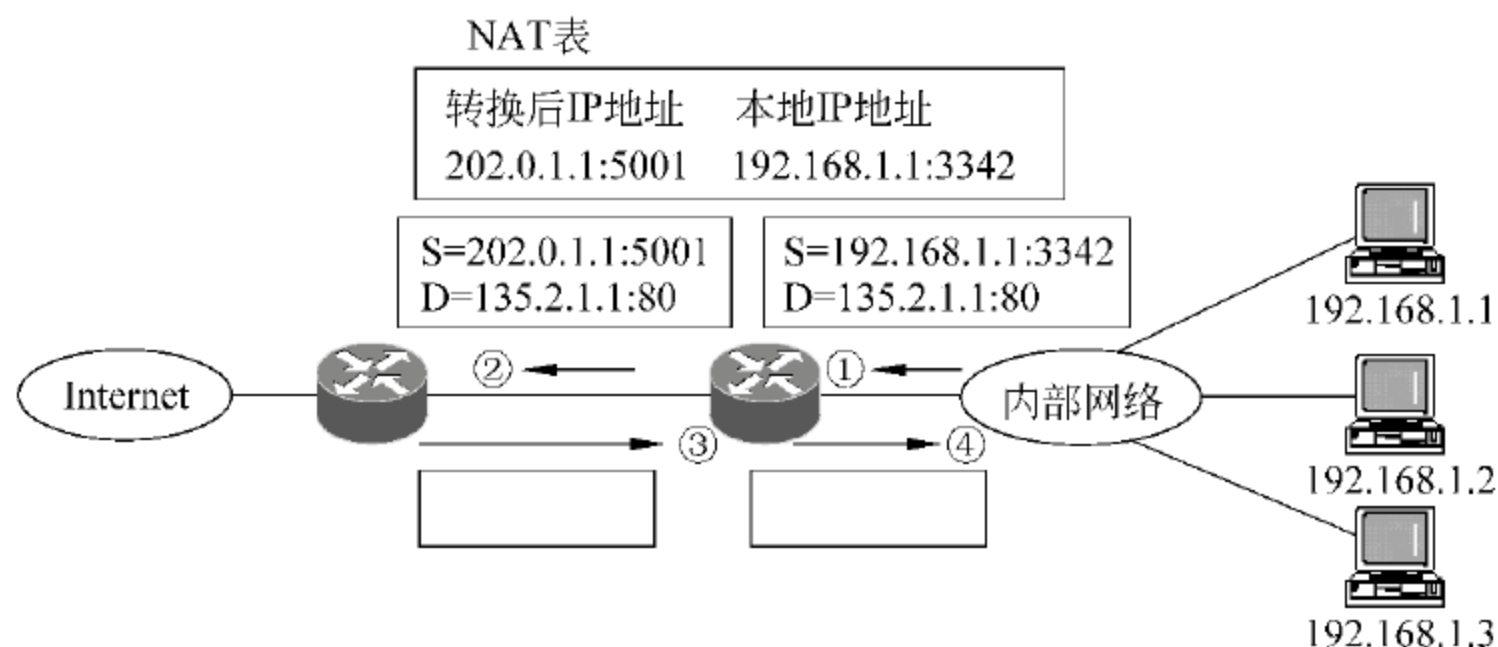 NAT表
转换后IP地址 本地IP地址
202.0.1.1:5001 192.168.1.1:3342
S=202.0.1.1:5001
D=135.2.1.1:80
S=192.168.1.1:3342
D=135.2.1.1:80
192.168.1.1
② ①
Internet
内部网络
③ ④
192.168.1.2
192.168.1.3